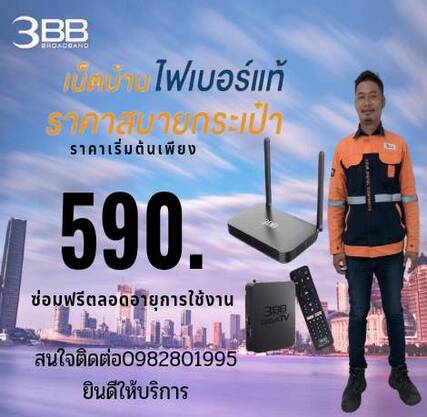 3BB
BROADBAND
เน็ตบ้านไฟเบอร์แท้
ราคาสบายกระเป๋า
ราคาเริ่มต้นเพียง
590.
3BB
ซ่อมฟรีตลอดอายุการใช้งาน
3BB
GIGATV
สนใจติดต่อ0982801995
ยินดีให้บริการ